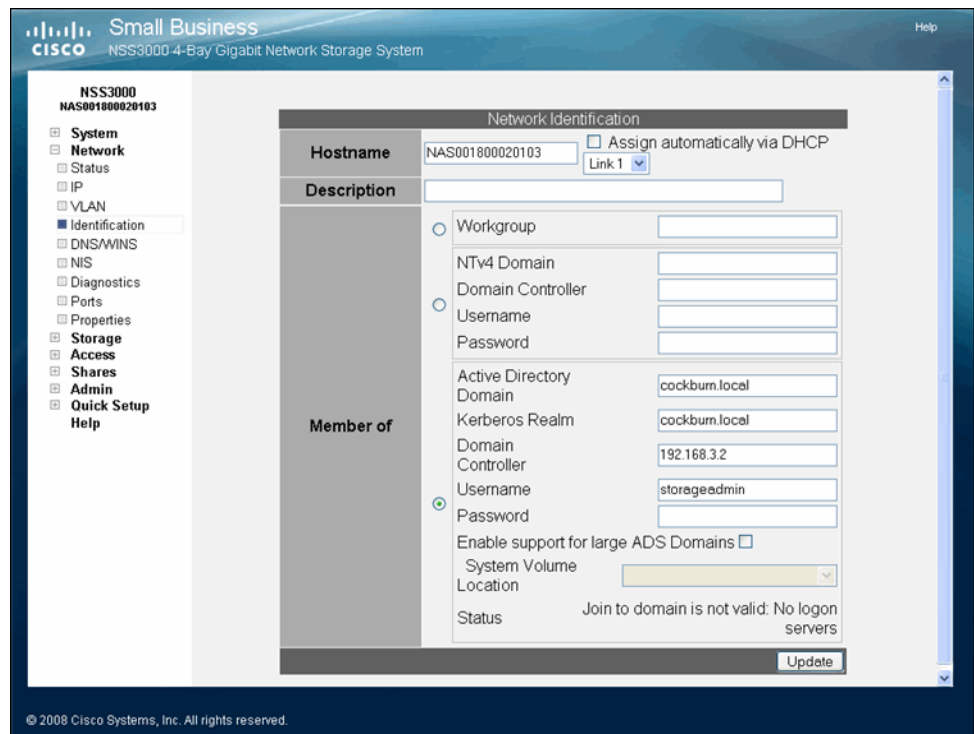 Small Business
Help
CISCO
NSS3000 4-Bay Gigabit Network Storage System
NSS3000
NAS001800020103
System
Network
Status
IP
VLAN
Identification
DNS/WINS
NIS
Diagnostics
Ports
Properties
Storage
Access
Shares
Admin
Quick Setup
Help
Network Identification
Hostname
NAS001800020103
Assign automatically via DHCP
Link 1
Description
Member of
Workgroup
NTv4 Domain
Domain Controller
Username
Password
Active Directory
Domain
cockburn.local
Kerberos Realm
cockburn.local
Domain
Controller
192.168.3.2
Username
storageadmin
Password
Enable support for large ADS Domains
System Volume
Location
Status
Join to domain is not valid: No logon
servers
Update
© 2008 Cisco Systems, Inc. All rights reserved.